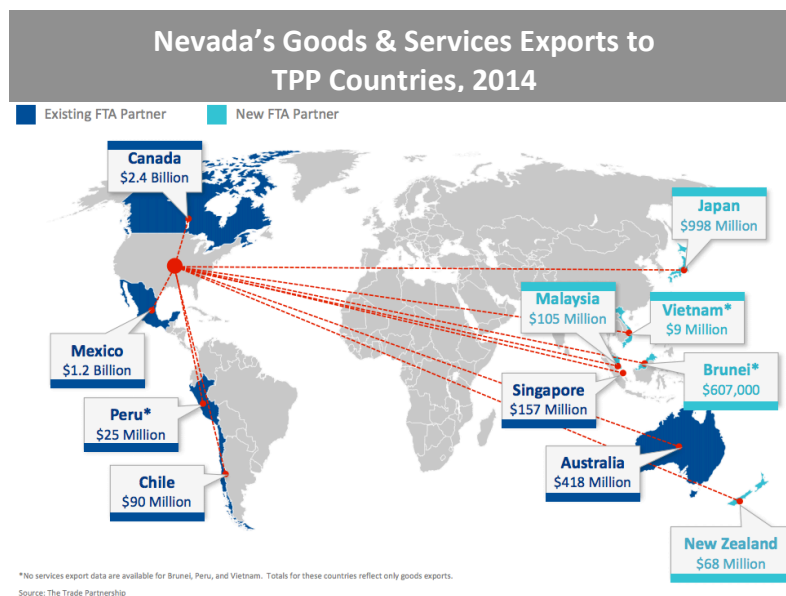 Nevada's Goods & Services Exports to
TPP Countries, 2014
Existing FTA Partner
New FTA Partner
Canada
$2.4 Billion
Japan
$998 Million
Malaysia
$105 Million
Vietnam*
$9 Million
Mexico
$1.2 Billion
Brunei*
$607,000
Singapore
$157 Million
Peru*
$25 Million
Australia
$418 Million
Chile
$90 Million
New Zealand
$68 Million
*No services export data are available for Brunei, Peru, and Vietnam. Totals for these countries reflect only goods exports.
Source: The Trade Partnership